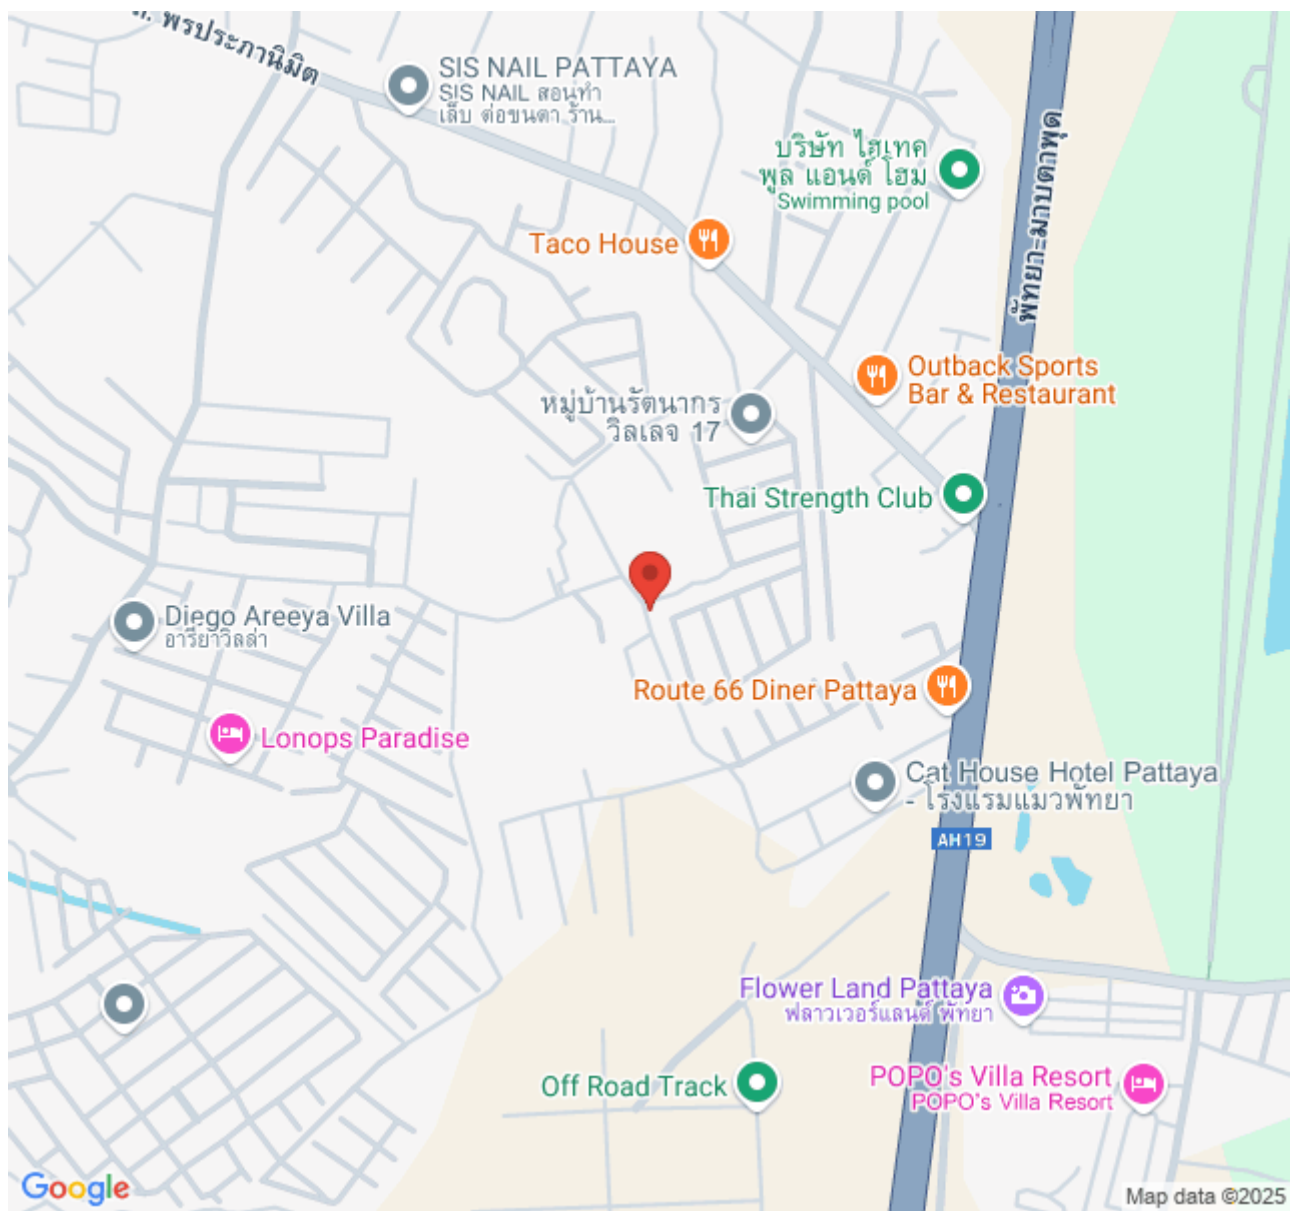 ถ. พรประภานิมิต
SIS NAIL PATTAYA
SIS NAIL สอนทำ
เล็บ ต่อขนตา ร้าน...
บริษัท ไฮเทค
พูล แอนด์ โฮม
Swimming pool
พัทยา-มาบตาพุด
Taco House
Outback Sports
Bar & Restaurant
หมู่บ้านรัตนากร
วิลเลจ 17
Thai Strength Club
Diego Areeya Villa
อารียาวิลล่า
Route 66 Diner Pattaya
Lonops Paradise
Cat House Hotel Pattaya
- โรงแรมแมวพัทยา
AH19
Flower Land Pattaya
ฟลาวเวอร์แลนด์ พัทยา
Off Road Track
POPO's Villa Resort
POPO's Villa Resort
Google
Map data ©2025